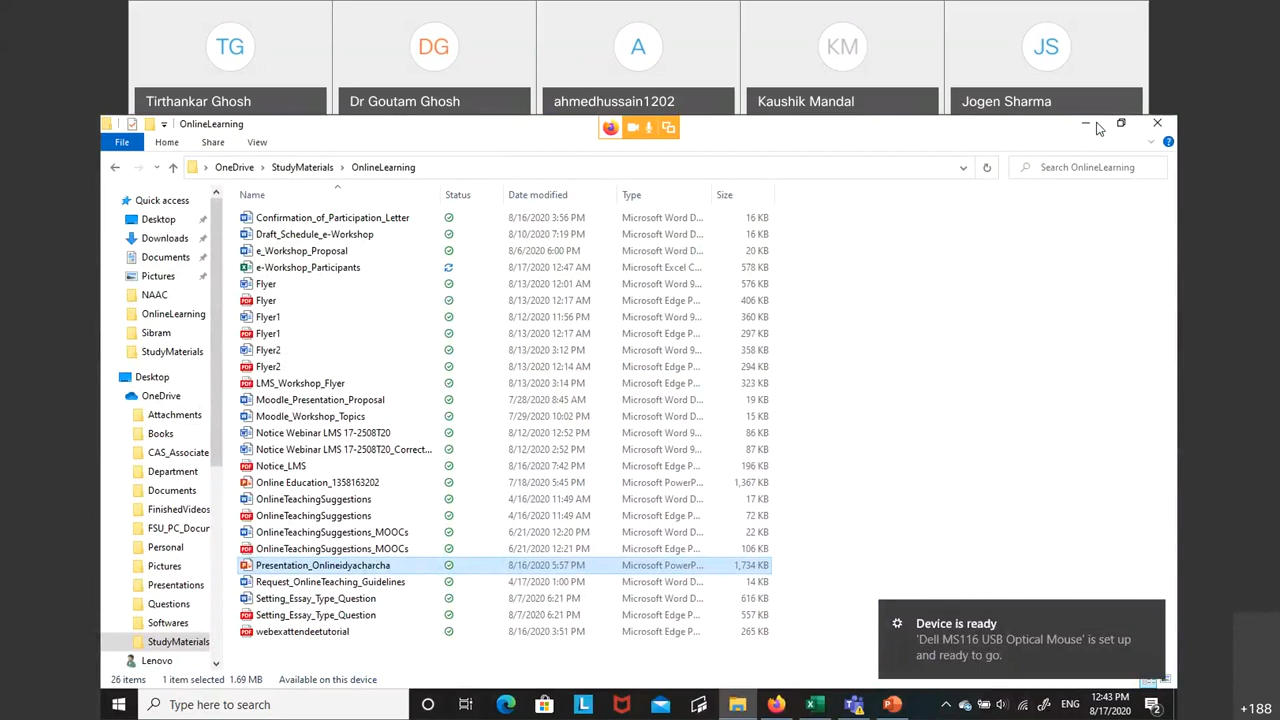 TG DG A KM JS
Tirthankar Ghosh Dr Goutam Ghosh ahmedhussain1202 Kaushik Mandal Jogen Sharma
OnlineLearning
File Home Share View
OneDrive StudyMaterials OnlineLearning Search OnlineLearning
Name Status Date modified Type Size
Quick access
Desktop
Downloads
Documents
Pictures
NAAC
OnlineLearning
Sibram
StudyMaterials
Desktop
OneDrive
Attachments
Books
CAS_Associate
Department
Documents
FinishedVideos
FSU_PC_Docur
Personal
Pictures
Presentations
Questions
Softwares
StudyMaterials
Lenovo
Confirmation_of_Participation_Letter 8/16/2020 3:56 PM Microsoft Word D... 16 KB
Draft_Schedule_e-Workshop 8/10/2020 7:19 PM Microsoft Word D... 16 KB
e_Workshop_Proposal 8/6/2020 6:00 PM Microsoft Word D... 20 KB
e-Workshop_Participants 8/17/2020 12:47 AM Microsoft Excel C... 578 KB
Flyer 8/13/2020 12:01 AM Microsoft Word 9... 576 KB
Flyer 8/13/2020 12:17 AM Microsoft Edge P... 406 KB
Flyer1 8/12/2020 11:56 PM Microsoft Word 9... 360 KB
Flyer1 8/13/2020 12:17 AM Microsoft Edge P... 297 KB
Flyer2 8/13/2020 3:12 PM Microsoft Word 9... 358 KB
Flyer2 8/13/2020 12:14 AM Microsoft Edge P... 294 KB
LMS_Workshop_Flyer 8/13/2020 3:14 PM Microsoft Edge P... 323 KB
Moodle_Presentation_Proposal 7/28/2020 8:45 AM Microsoft Word D... 19 KB
Moodle_Workshop_Topics 7/29/2020 10:02 PM Microsoft Word D... 15 KB
Notice Webinar LMS 17-2508T20 8/12/2020 12:52 PM Microsoft Word 9... 86 KB
Notice Webinar LMS 17-2508T20_Correct... 8/12/2020 2:52 PM Microsoft Word 9... 87 KB
Notice_LMS 8/16/2020 7:42 PM Microsoft Edge P... 196 KB
Online Education_1358163202 7/18/2020 5:45 PM Microsoft PowerP... 1,367 KB
OnlineTeachingSuggestions 4/16/2020 11:49 AM Microsoft Word D... 17 KB
OnlineTeachingSuggestions 4/16/2020 11:49 AM Microsoft Edge P... 72 KB
OnlineTeachingSuggestions_MOOCs 6/21/2020 12:20 PM Microsoft Word D... 22 KB
OnlineTeachingSuggestions_MOOCs 6/21/2020 12:21 PM Microsoft Edge P... 106 KB
Presentation_Onlineidyacharcha 8/16/2020 5:57 PM Microsoft PowerP... 1,734 KB
Request_OnlineTeaching_Guidelines 4/17/2020 1:00 PM Microsoft Word D... 14 KB
Setting_Essay_Type_Question 8/7/2020 6:21 PM Microsoft Word D... 616 KB
Setting_Essay_Type_Question 8/7/2020 6:21 PM Microsoft Edge P... 557 KB
webexattendeetutorial 8/16/2020 3:51 PM Microsoft Edge P... 265 KB
Device is ready
'Dell MS116 USB Optical Mouse' is set up
and ready to go.
26 items 1 item selected 1.69 MB Available on this device
Type here to search
ENG 12:43 PM
8/17/2020 2
+188